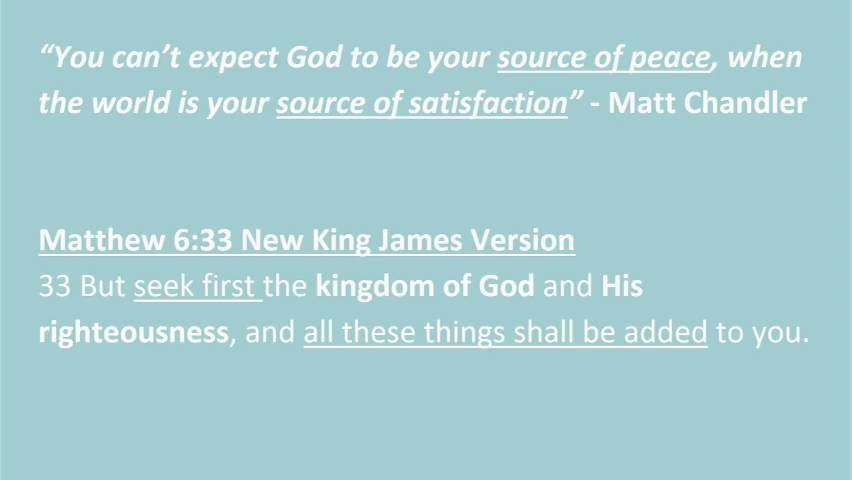 “You can’t expect God to be your source of peace, when
the world is your source of satisfaction” - Matt Chandler
Matthew 6:33 New King James Version
33 But seek first the kingdom of God and His
righteousness, and all these things shall be added to you.